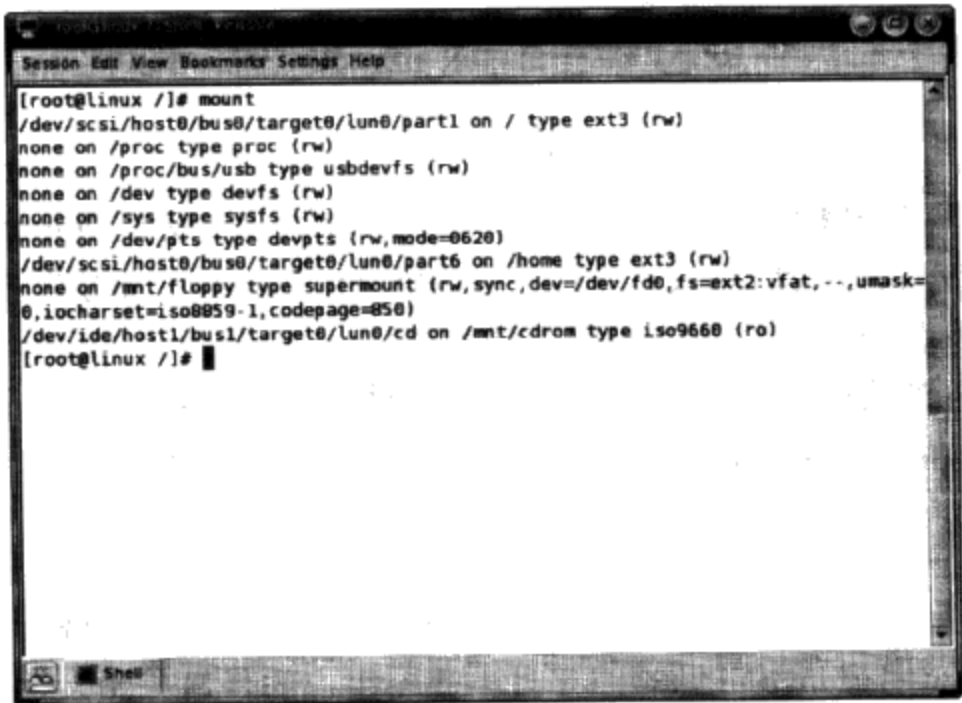 Session Edit View Bookmarks Settings Help
[root@linux /]# mount
/dev/scsi/host0/bus0/target0/lun0/part1 on / type ext3 (rw)
none on /proc type proc (rw)
none on /proc/bus/usb type usbdevfs (rw)
none on /dev type devfs (rw)
none on /sys type sysfs (rw)
none on /dev/pts type devpts (rw,mode=0620)
/dev/scsi/host0/bus0/target0/lun0/part6 on /home type ext3 (rw)
none on /mnt/floppy type supermount (rw,sync,dev=/dev/fd0,fs=ext2:vfat,--,umask=
0,iocharset=iso8859-1,codepage=850)
/dev/ide/host1/bus1/target0/lun0/cd on /mnt/cdrom type iso9660 (ro)
[root@linux /]#
Shell